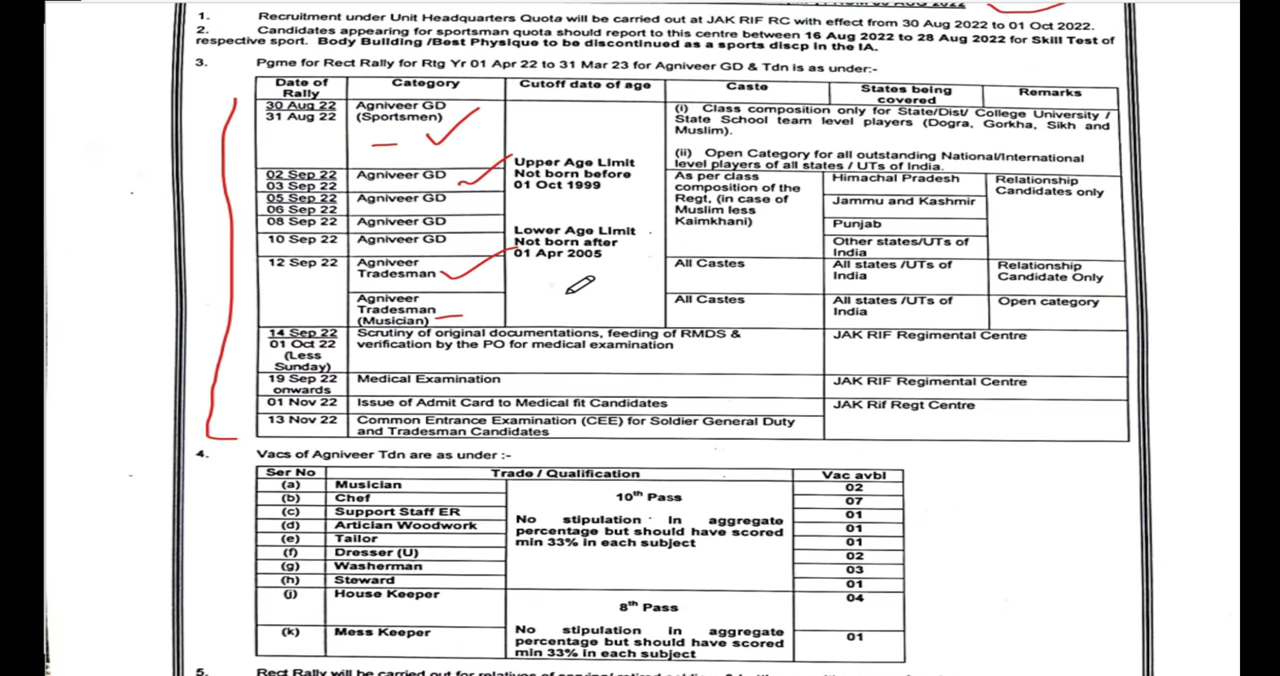 1. Recruitment under Unit Headquarters Quota will be carried out at JAK RIF RC with effect from 30 Aug 2022 to 01 Oct 2022.
2. Candidates appearing for sportsman quota should report to this centre between 16 Aug 2022 to 28 Aug 2022 for Skill Test of
respective sport. Body Building /Best Physique to be discontinued as a sports discp in the IA.
3. Pgme for Rect Rally for Rtg Yr 01 Apr 22 to 31 Mar 23 for Agniveer GD & Tdn is as under:-
Date of Rally Category Cutoff date of age Caste States being covered Remarks
30 Aug 22
31 Aug 22
Agniveer GD
(Sportsmen)
(i) Class composition only for State/Dist/ College University /
State School team level players (Dogra, Gorkha, Sikh and
Muslim).
(ii) Open Category for all outstanding National/International
level players of all states / UTs of India.
Upper Age Limit
Not born before
01 Oct 1999
Lower Age Limit
Not born after
01 Apr 2005
02 Sep 22
03 Sep 22
Agniveer GD
As per class
composition of the
Regt, (in case of
Muslim less
Kaimkhani)
Himachal Pradesh
Relationship
Candidates only
05 Sep 22
06 Sep 22
Agniveer GD
Jammu and Kashmir
08 Sep 22 Agniveer GD Punjab
10 Sep 22 Agniveer GD
Other states/UTs of
India
12 Sep 22
Agniveer
Tradesman
All Castes
All states /UTs of
India
Relationship
Candidate Only
Agniveer
Tradesman
(Musician)
All Castes
All states /UTs of
India
Open category
14 Sep 22
01 Oct 22
(Less
Sunday)
Scrutiny of original documentations, feeding of RMDS &
verification by the PO for medical examination
JAK RIF Regimental Centre
19 Sep 22
onwards
Medical Examination
JAK RIF Regimental Centre
01 Nov 22 Issue of Admit Card to Medical fit Candidates JAK Rif Regt Centre
13 Nov 22
Common Entrance Examination (CEE) for Soldier General Duty
and Tradesman Candidates
4. Vacs of Agniveer Tdn are as under :-
Ser No Trade / Qualification Vac avbl
(a) Musician 02
(b) Chef 07
(c) Support Staff ER 01
(d) Artician Woodwork 01
(e) Tailor 01
(f) Dresser (U) 02
(g) Washerman 03
(h) Steward 01
10th Pass
No stipulation in aggregate
percentage but should have scored
min 33% in each subject
(j) House Keeper 04
(k) Mess Keeper 01
8th Pass
No stipulation in aggregate
percentage but should have scored
min 33% in each subject
5. Rect Rally will be carried out for relatives of